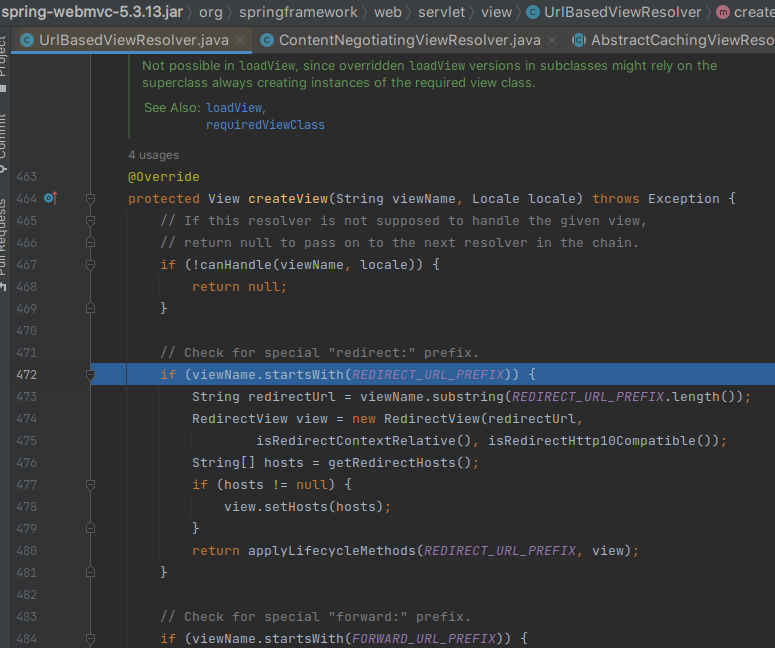 spring-webmvc-5.3.13.jar org springframework web servlet view UrlBasedViewResolver create
UrlBasedViewResolver.java ContentNegotiatingViewResolver.java AbstractCachingViewReso
Project
Commit
Pull Requests
Not possible in loadView, since overridden loadView versions in subclasses might rely on the
superclass always creating instances of the required view class.
See Also: loadView,
requiredViewClass
4 usages
463 @Override
464 protected View createView(String viewName, Locale locale) throws Exception {
465 // If this resolver is not supposed to handle the given view,
466 // return null to pass on to the next resolver in the chain.
467 if (!canHandle(viewName, locale)) {
468 return null;
469 }
470
471 // Check for special "redirect:" prefix.
472 if (viewName.startsWith(REDIRECT_URL_PREFIX)) {
473 String redirectUrl = viewName.substring(REDIRECT_URL_PREFIX.length());
474 RedirectView view = new RedirectView(redirectUrl,
475 isRedirectContextRelative(), isRedirectHttp10Compatible());
476 String[] hosts = getRedirectHosts();
477 if (hosts != null) {
478 view.setHosts(hosts);
479 }
480 return applyLifecycleMethods(REDIRECT_URL_PREFIX, view);
481 }
482
483 // Check for special "forward:" prefix.
484 if (viewName.startsWith(FORWARD_URL_PREFIX)) {